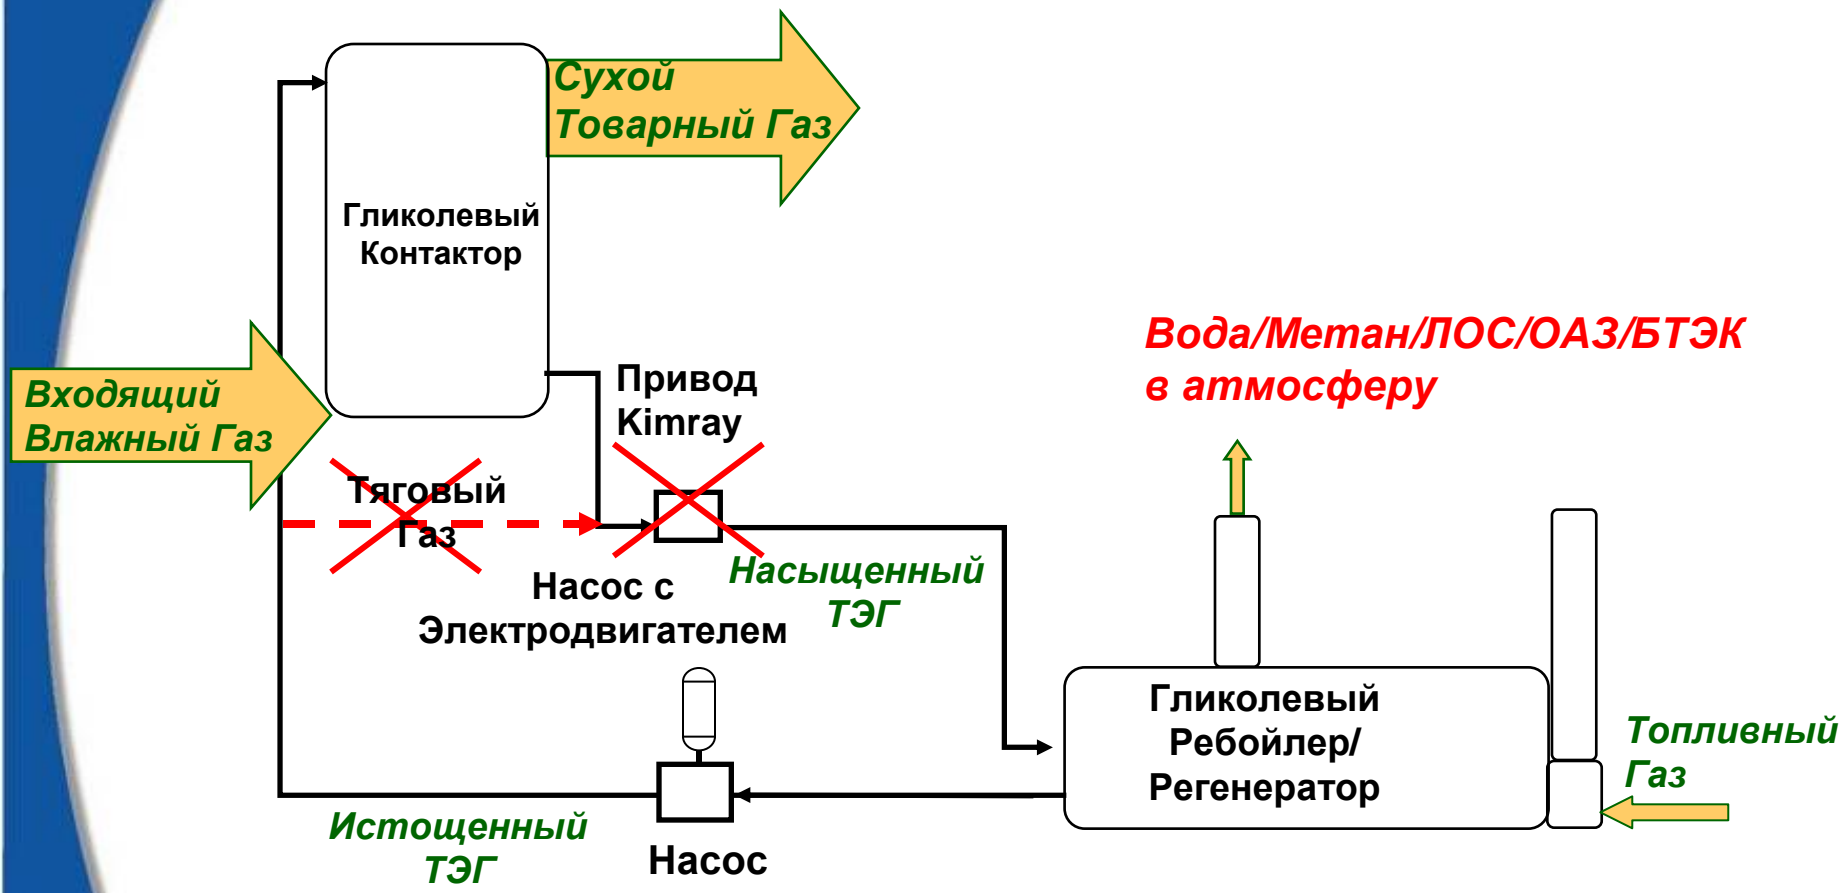 Сухой
Товарный Газ
Гликолевый
Контактор
Вода/Метан/ЛОС/ОАЗ/БТЭК
в атмосферу
Входящий
Влажный Газ
Привод
Kimray
Тяговый
Газ
Насос с
Электродвигателем
Насыщенный
ТЭГ
Гликолевый
Ребойлер/
Регенератор
Топливный
Газ
Истощенный
ТЭГ
Насос